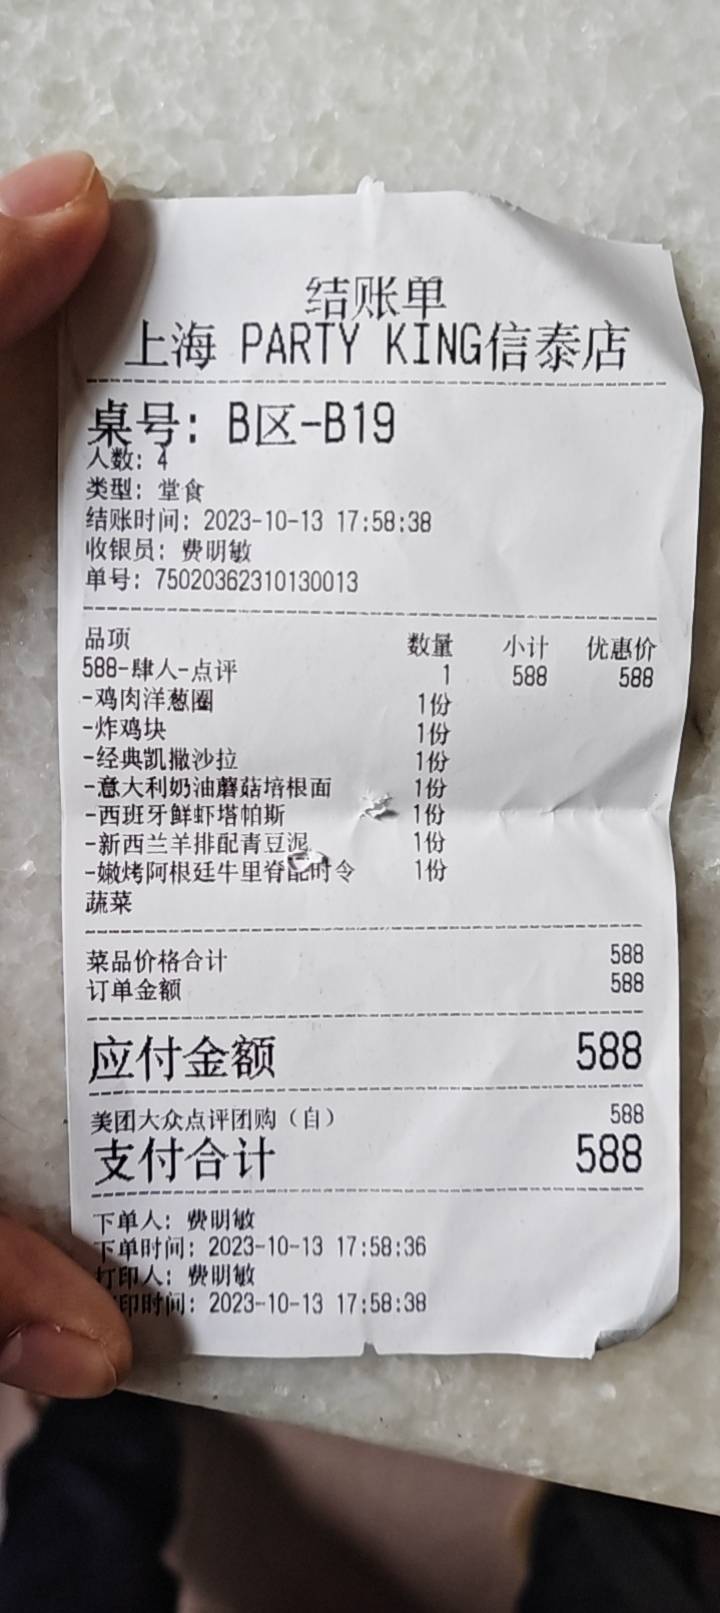 结账单
上海 PARTY KING信泰店
桌号: B区-B19
人数: 4
类型: 堂食
结账时间: 2023-10-13 17:58:38
收银员: 费明敏
单号: 75020362310130013
品项 数量 小计 优惠价
588-肆人-点评 1 588 588
-鸡肉洋葱圈 1份
-炸鸡块 1份
-经典凯撒沙拉 1份
-意大利奶油蘑菇培根面 1份
-西班牙鲜虾塔帕斯 1份
-新西兰羊排配青豆泥 1份
-嫩烤阿根廷牛里脊配时令 1份
蔬菜
菜品价格合计 588
订单金额 588
应付金额 588
美团大众点评团购（自） 588
支付合计 588
下单人: 费明敏
下单时间: 2023-10-13 17:58:36
打印人: 费明敏
印时间: 2023-10-13 17:58:38